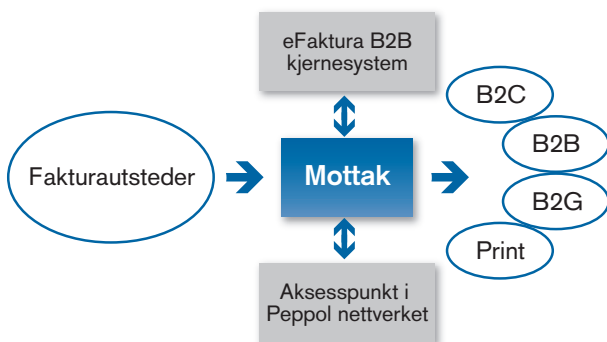 eFaktura B2B
kjernesystem
B2C
B2B
Fakturautsteder
Mottak
B2G
Print
Aksesspunkt i
Peppol nettverket